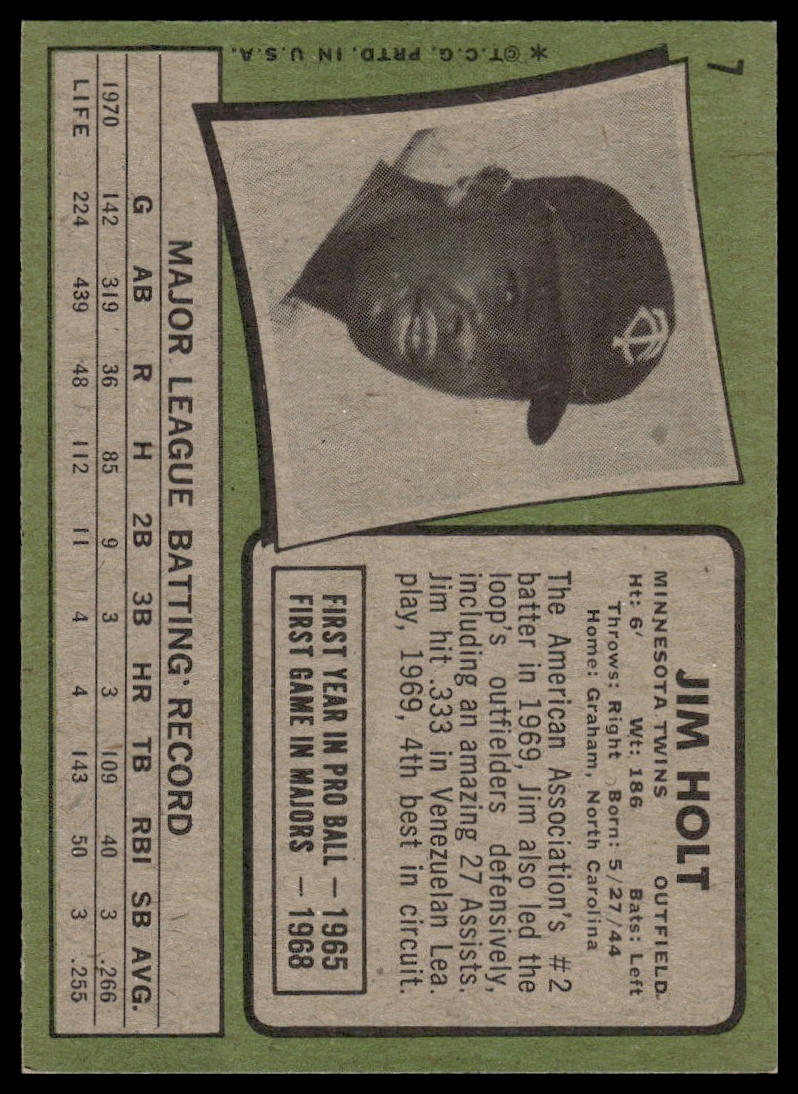 7
✶©T.C.G. PRTD. IN U.S.A.
TC
JIM HOLT
MINNESOTA TWINS OUTFIELD
Ht: 6' Wt: 186 Bats: Left
Throws: Right Born: 5/27/44
Home: Graham, North Carolina
The American Association's #2
batter in 1969, Jim also led the
loop's outfielders defensively,
including an amazing 27 Assists.
Jim hit .333 in Venezuelan Lea.
play, 1969, 4th best in circuit.
FIRST YEAR IN PRO BALL — 1965
FIRST GAME IN MAJORS — 1968
MAJOR LEAGUE BATTING RECORD
G AB R H 2B 3B HR TB RBI SB AVG.
1970 142 319 36 85 9 3 3 109 40 3 .266
LIFE 224 439 48 112 11 4 4 143 50 3 .255